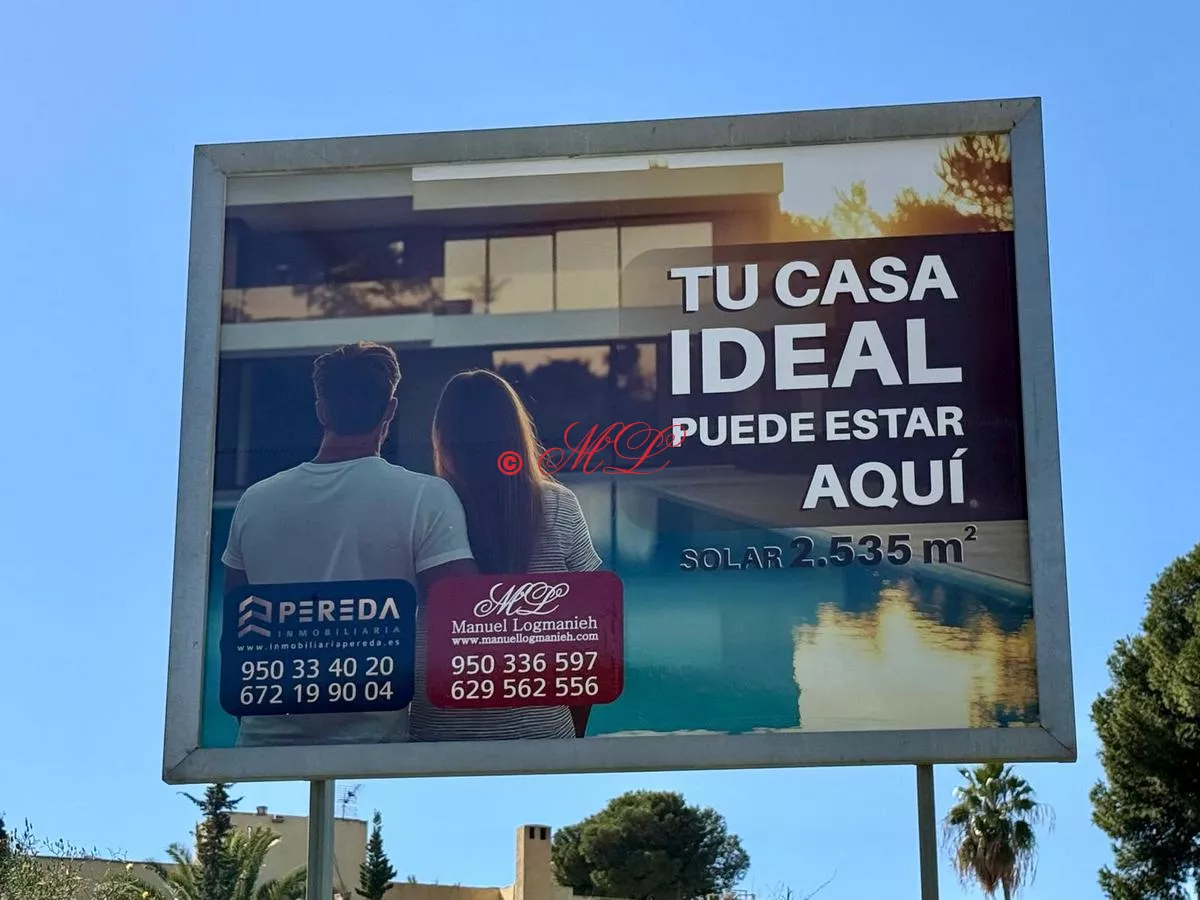 TU CASA
IDEAL
PUEDE ESTAR
AQUÍ
SOLAR 2.535 m²
© ML
PEREDA
INMOBILIARIA
www.inmobiliariapereda.es
950 33 40 20
672 19 90 04
ML
Manuel Logmanieh
www.manuellogmanieh.com
950 336 597
629 562 556